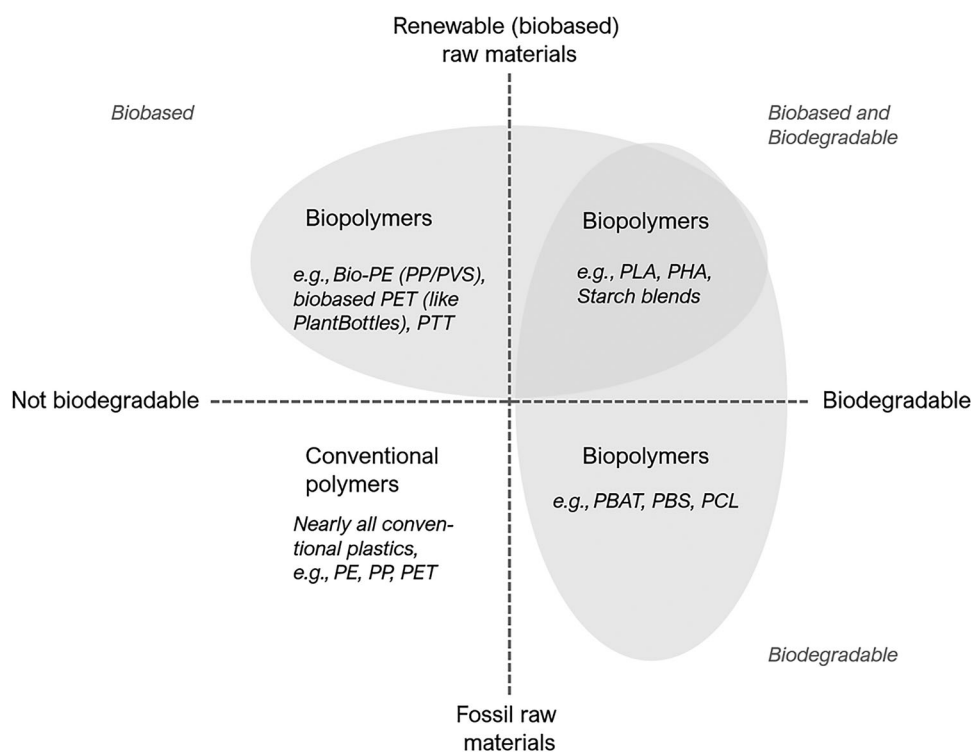 Renewable (biobased)
raw materials
Biobased
Biobased and
Biodegradable
Biopolymers
e.g., Bio-PE (PP/PVS),
biobased PET (like
PlantBottles), PTT
Biopolymers
e.g., PLA, PHA,
Starch blends
Not biodegradable
Biodegradable
Conventional
polymers
Nearly all conven-
tional plastics,
e.g., PE, PP, PET
Biopolymers
e.g., PBAT, PBS, PCL
Biodegradable
Fossil raw
materials